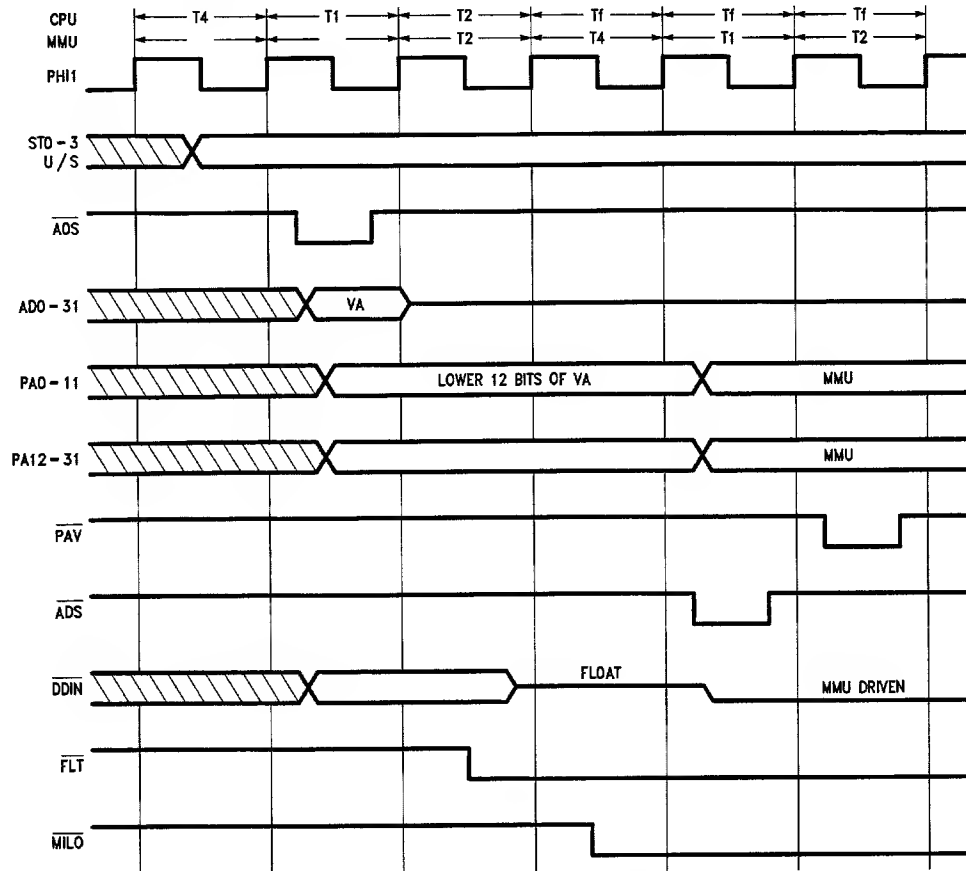 CPU T4 T1 T2 Tf Tf Tf
MMU T2 T4 T1 T2
PHI1
ST0-3
U/S
AOS
AD0-31 VA
PA0-11 LOWER 12 BITS OF VA MMU
PA12-31 MMU
PAV
ADS
DDIN FLOAT MMU DRIVEN
FLT
MILO